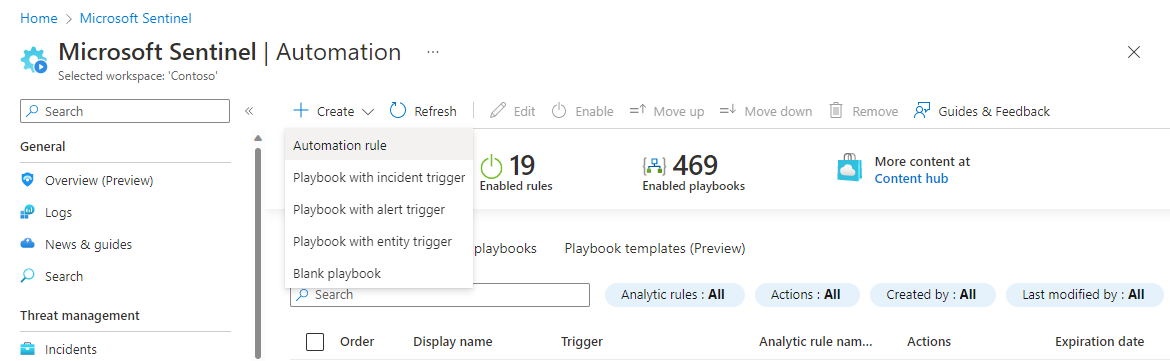 Home > Microsoft Sentinel
Microsoft Sentinel | Automation ...
Selected workspace: 'Contoso'
Search
General
Overview (Preview)
Logs
News & guides
Search
Threat management
Incidents
Create Refresh Edit Enable Move up Move down Remove Guides & Feedback
Automation rule
Playbook with incident trigger
Playbook with alert trigger
Playbook with entity trigger
Blank playbook
19
Enabled rules
469
Enabled playbooks
More content at
Content hub
playbooks Playbook templates (Preview)
Search Analytic rules : All Actions : All Created by : All Last modified by : All
Order Display name Trigger Analytic rule nam... Actions Expiration date